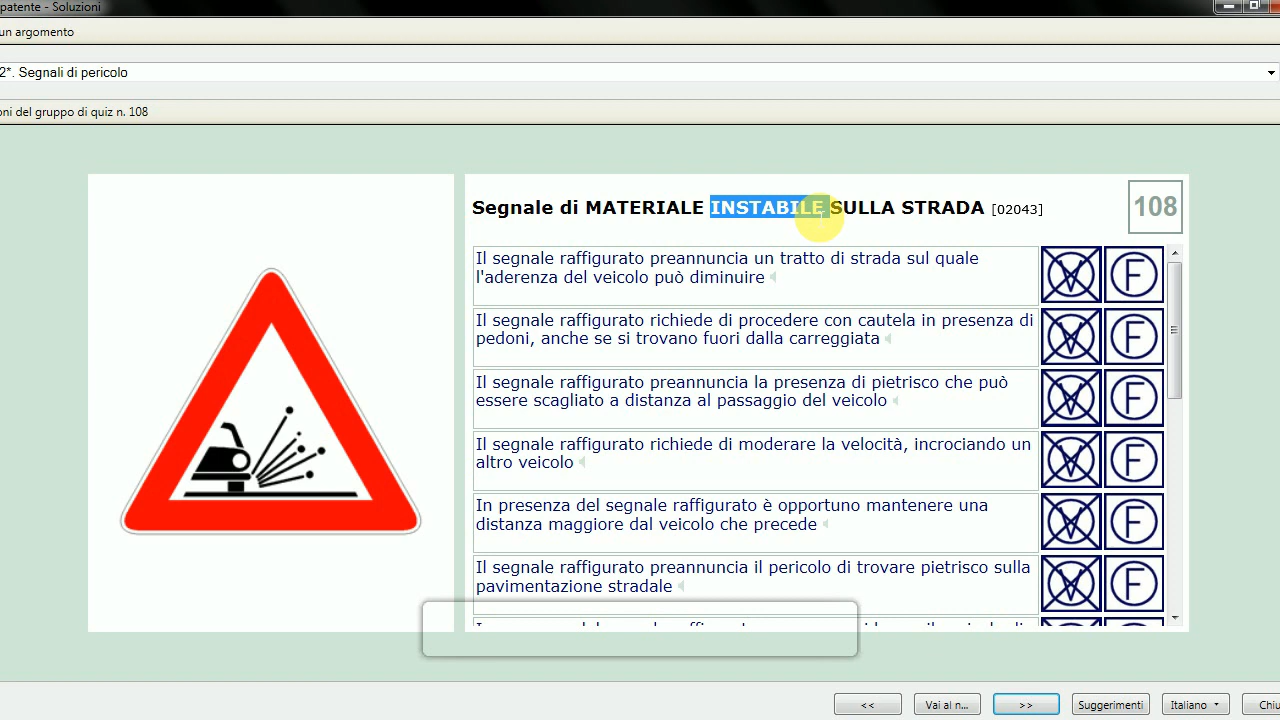 patente - Soluzioni
un argomento
2*. Segnali di pericolo
oni del gruppo di quiz n. 108
Segnale di MATERIALE INSTABILE SULLA STRADA [02043]
108
Il segnale raffigurato preannuncia un tratto di strada sul quale
l'aderenza del veicolo può diminuire
V F
Il segnale raffigurato richiede di procedere con cautela in presenza di
pedoni, anche se si trovano fuori dalla carreggiata
V F
Il segnale raffigurato preannuncia la presenza di pietrisco che può
essere scagliato a distanza al passaggio del veicolo
V F
Il segnale raffigurato richiede di moderare la velocità, incrociando un
altro veicolo
V F
In presenza del segnale raffigurato è opportuno mantenere una
distanza maggiore dal veicolo che precede
V F
Il segnale raffigurato preannuncia il pericolo di trovare pietrisco sulla
pavimentazione stradale
V F
<< Vai al n... >> Suggerimenti Italiano Chiu